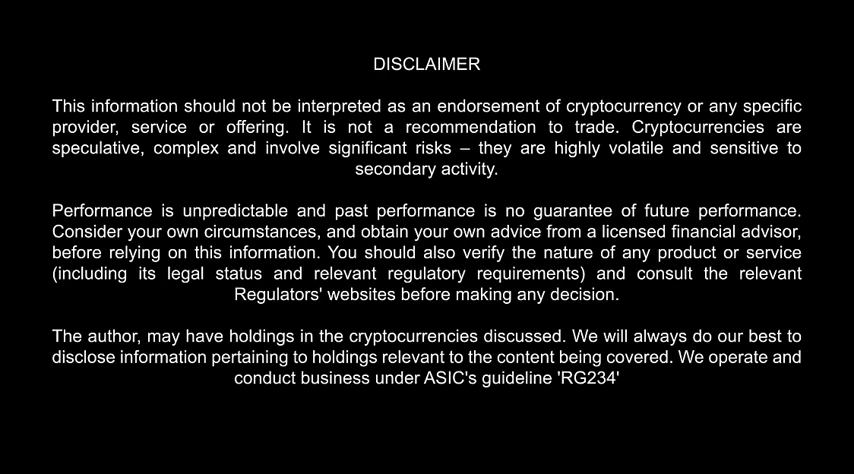 DISCLAIMER
This information should not be interpreted as an endorsement of cryptocurrency or any specific
provider, service or offering. It is not a recommendation to trade. Cryptocurrencies are
speculative, complex and involve significant risks – they are highly volatile and sensitive to
secondary activity.
Performance is unpredictable and past performance is no guarantee of future performance.
Consider your own circumstances, and obtain your own advice from a licensed financial advisor,
before relying on this information. You should also verify the nature of any product or service
(including its legal status and relevant regulatory requirements) and consult the relevant
Regulators' websites before making any decision.
The author, may have holdings in the cryptocurrencies discussed. We will always do our best to
disclose information pertaining to holdings relevant to the content being covered. We operate and
conduct business under ASIC's guideline 'RG234'